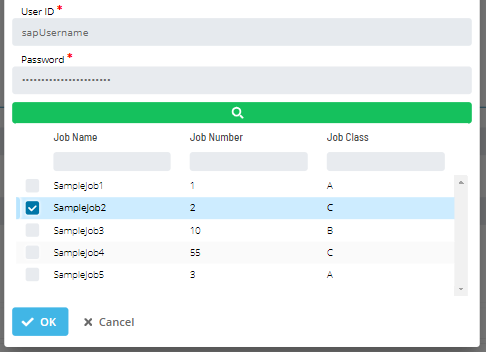 User ID *
sapUsername
Password *
•••••••••••••••••••••••
Job Name Job Number Job Class
SampleJob1 1 A
SampleJob2 2 C
SampleJob3 10 B
SampleJob4 55 C
SampleJob5 3 A
OK Cancel